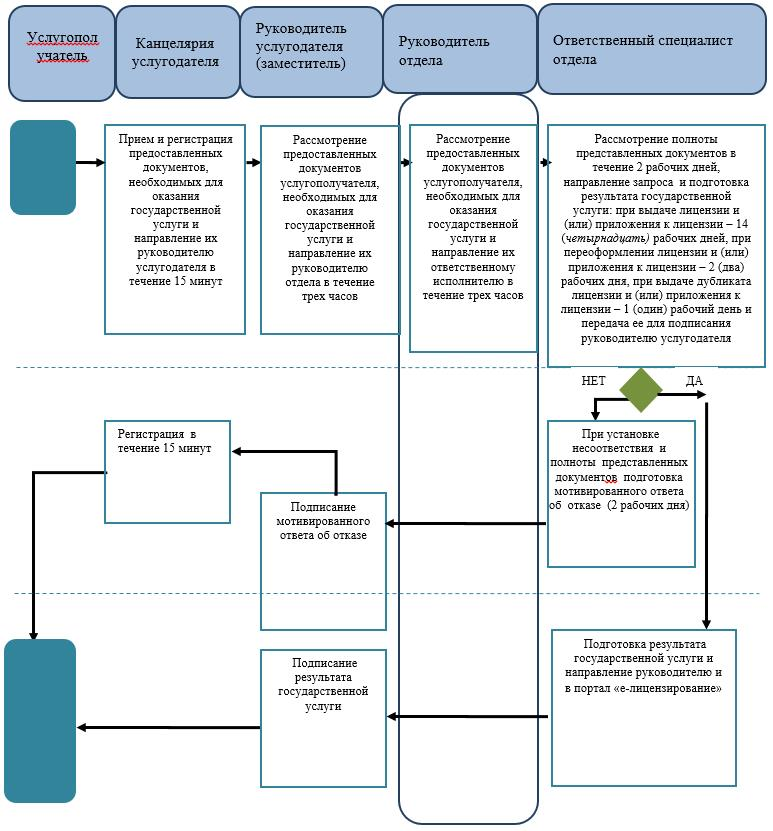 Услугопол
учатель
Канцелярия
услугодателя
Руководитель
услугодателя
(заместитель)
Руководитель
отдела
Ответственный специалист
отдела
Прием и регистрация
предоставленных
документов,
необходимых для
оказания
государственной
услуги и
направление их
руководителю
услугодателя в
течение 15 минут
Рассмотрение
предоставленных
документов
услугополучателя,
необходимых для
оказания
государственной
услуги и
направление их
руководителю
отдела в течение
трех часов
Рассмотрение
предоставленных
документов
услугополучателя,
необходимых для
оказания
государственной
услуги и
направление их
ответственному
исполнителю в
течение трех часов
Рассмотрение полноты
представленных документов в
течение 2 рабочих дней,
направление запроса и подготовка
результата государственной
услуги: при выдаче лицензии и
(или) приложения к лицензии – 14
(четырнадцать) рабочих дней, при
переоформлении лицензии и (или)
приложения к лицензии – 2 (два)
рабочих дня, при выдаче дубликата
лицензии и (или) приложения к
лицензии – 1 (один) рабочий день и
передача ее для подписания
руководителю услугодателя
НЕТ
ДА
Регистрация в
течение 15 минут
Подписание
мотивированного
ответа об отказе
При установке
несоответствия и
полноты представленных
документов подготовка
мотивированного ответа
об отказе (2 рабочих дня)
Подписание
результата
государственной
услуги
Подготовка результата
государственной услуги и
направление руководителю и
в портал «е-лицензирование»